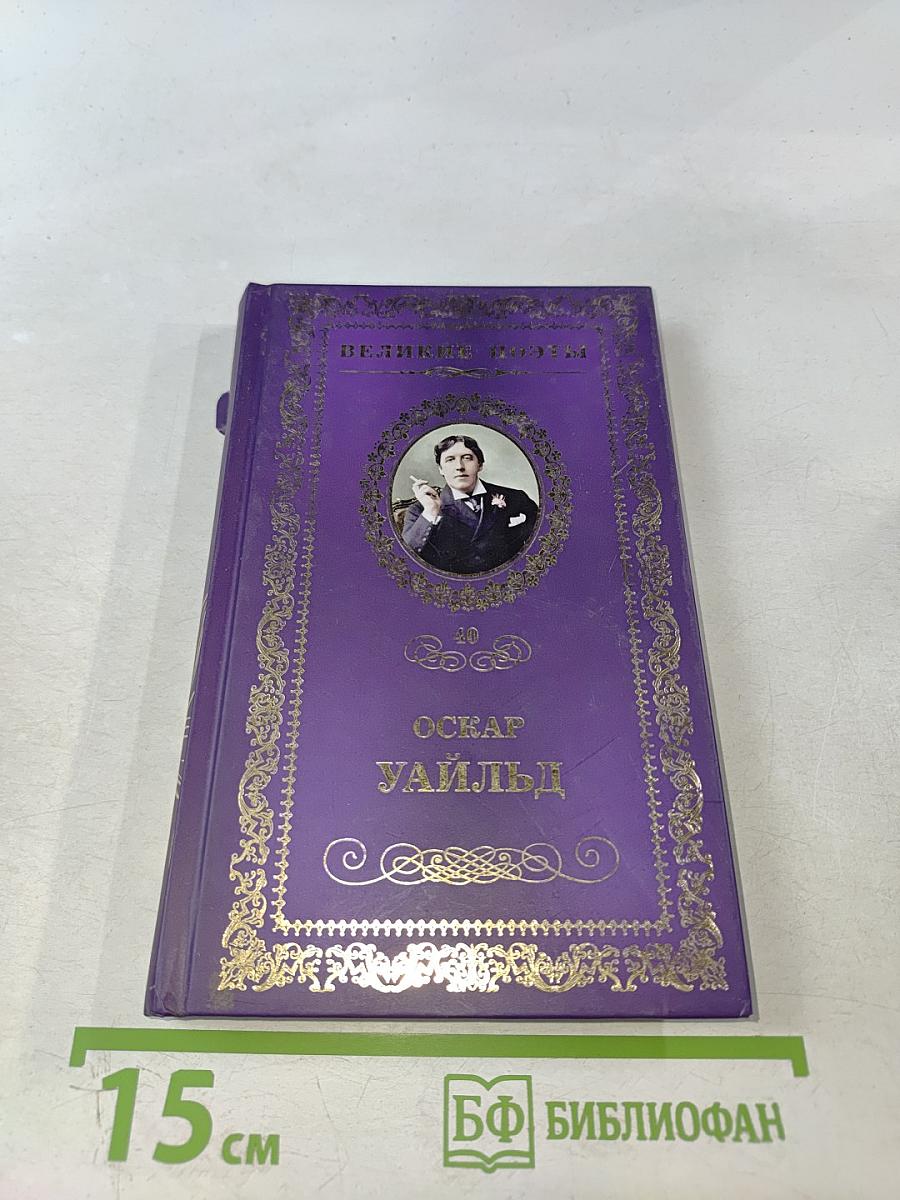 ВЕЛИКИЕ ПОЭТЫ
40
ОСКАР
УАЙЛЬД
15 см
БФ БИБЛИОФАН